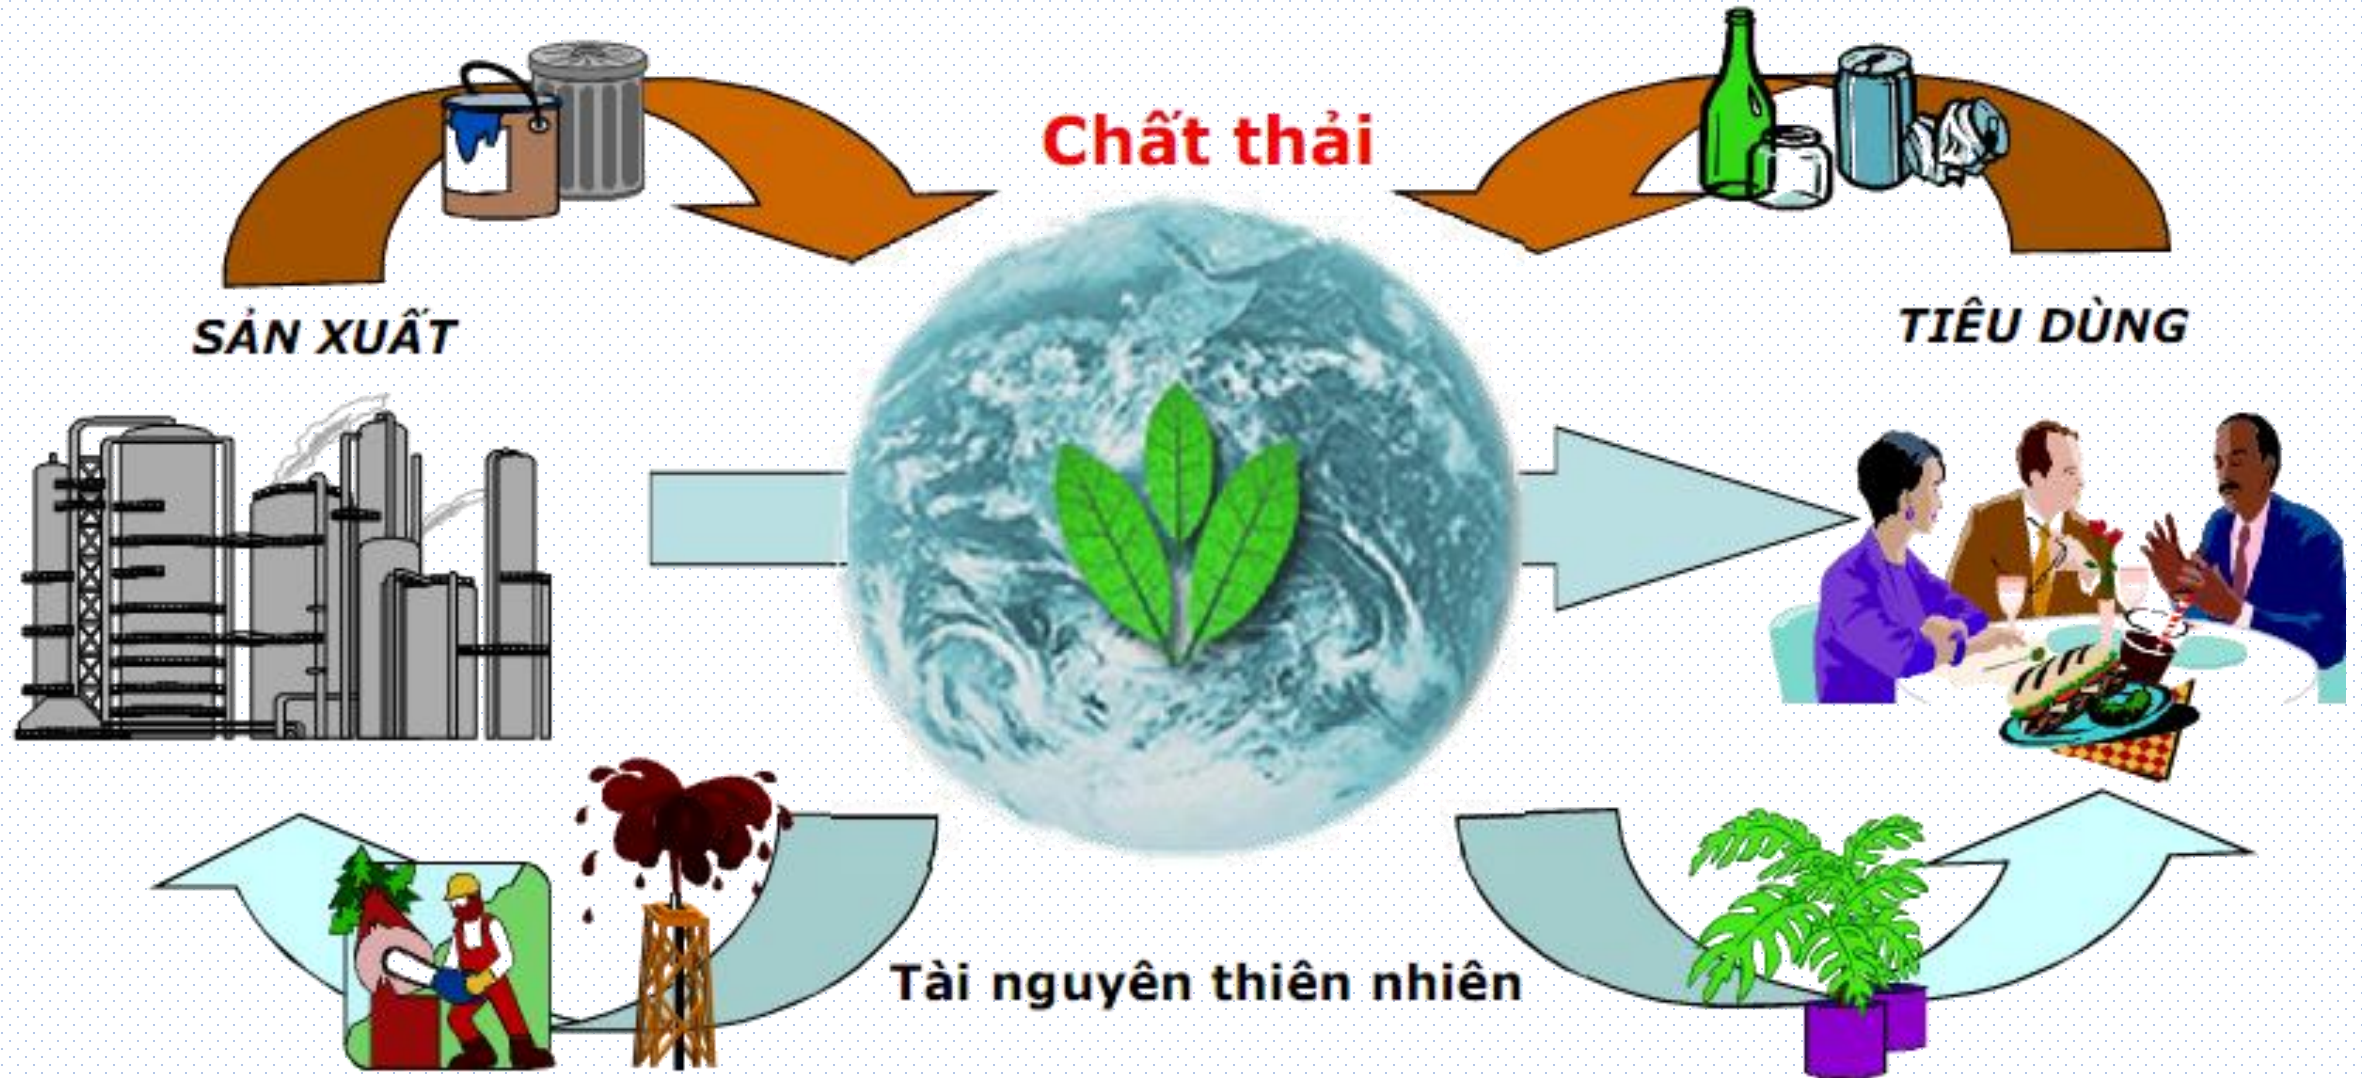 Chất thải
SẢN XUẤT
TIÊU DÙNG
Tài nguyên thiên nhiên